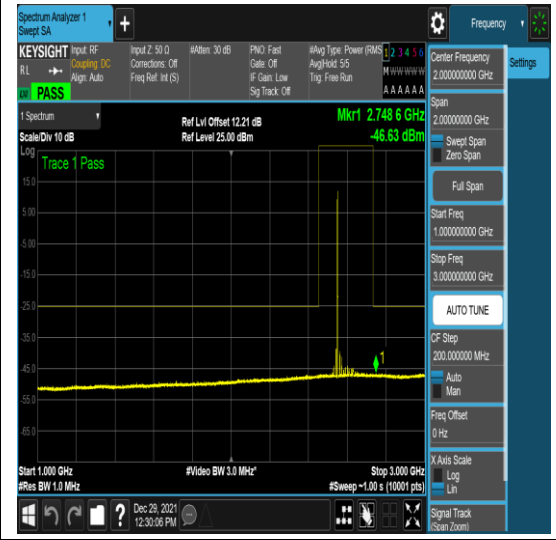 Spectrum Analyzer 1
Swept SA
Frequency
KEYSIGHT
RL
Input: RF
Coupling: DC
Align: Auto
Input Z: 50 Ω
Corrections: Off
Freq Ref: Int (S)
#Atten: 30 dB
PNO: Fast
Gate: Off
IF Gain: Low
Sig Track: Off
#Avg Type: Power (RMS
Avg|Hold: 5/5
Trig: Free Run
1 2 3 4 5 6
M W W W W W
A A A A A A
PASS
1 Spectrum
Scale/Div 10 dB
Ref Lvl Offset 12.21 dB
Ref Level 25.00 dBm
Mkr1 2.748 6 GHz
-46.63 dBm
Log
Trace 1 Pass
15.0
5.00
-5.00
-15.0
-25.0
-35.0
-45.0
-55.0
-65.0
1
Start 1.000 GHz
#Res BW 1.0 MHz
#Video BW 3.0 MHz*
Stop 3.000 GHz
#Sweep ~1.00 s (10001 pts)
Dec 29, 2021
12:30:06 PM
Center Frequency
2.000000000 GHz
Settings
Span
2.00000000 GHz
Swept Span
Zero Span
Full Span
Start Freq
1.000000000 GHz
Stop Freq
3.000000000 GHz
AUTO TUNE
CF Step
200.000000 MHz
Auto
Man
Freq Offset
0 Hz
X Axis Scale
Log
Lin
Signal Track
(Span Zoom)